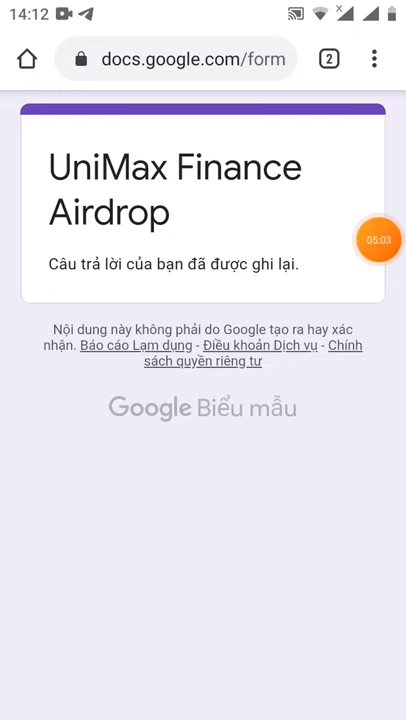 14:12
docs.google.com/form
2
UniMax Finance
Airdrop
05:03
Câu trả lời của bạn đã được ghi lại.
Nội dung này không phải do Google tạo ra hay xác
nhận. Báo cáo Lạm dụng - Điều khoản Dịch vụ - Chính
sách quyền riêng tư
Google Biểu mẫu